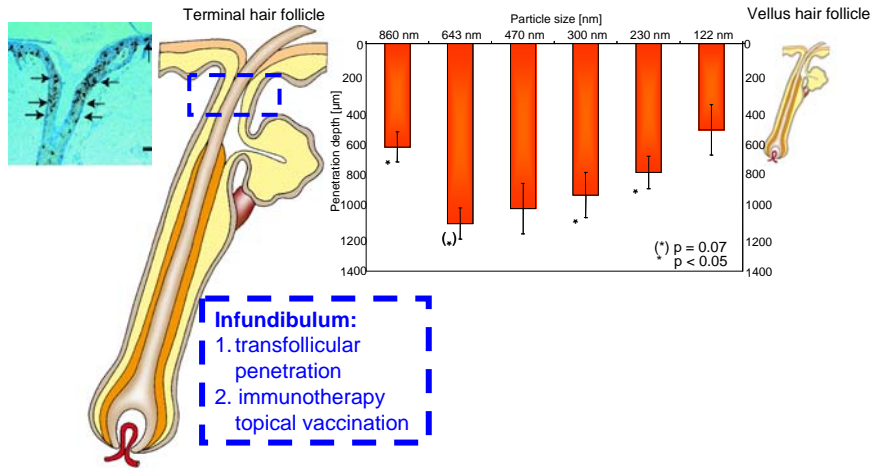 Terminal hair follicle
Particle size [nm]
Vellus hair follicle
860 nm 643 nm 470 nm 300 nm 230 nm 122 nm
Penetration depth [µm]
0 0
200 200
400 400
600 600
800 800
1000 1000
1200 1200
1400 1400
*
(*)
*
*
(*) p = 0.07
* p < 0.05
Infundibulum:
1. transfollicular
penetration
2. immunotherapy
topical vaccination